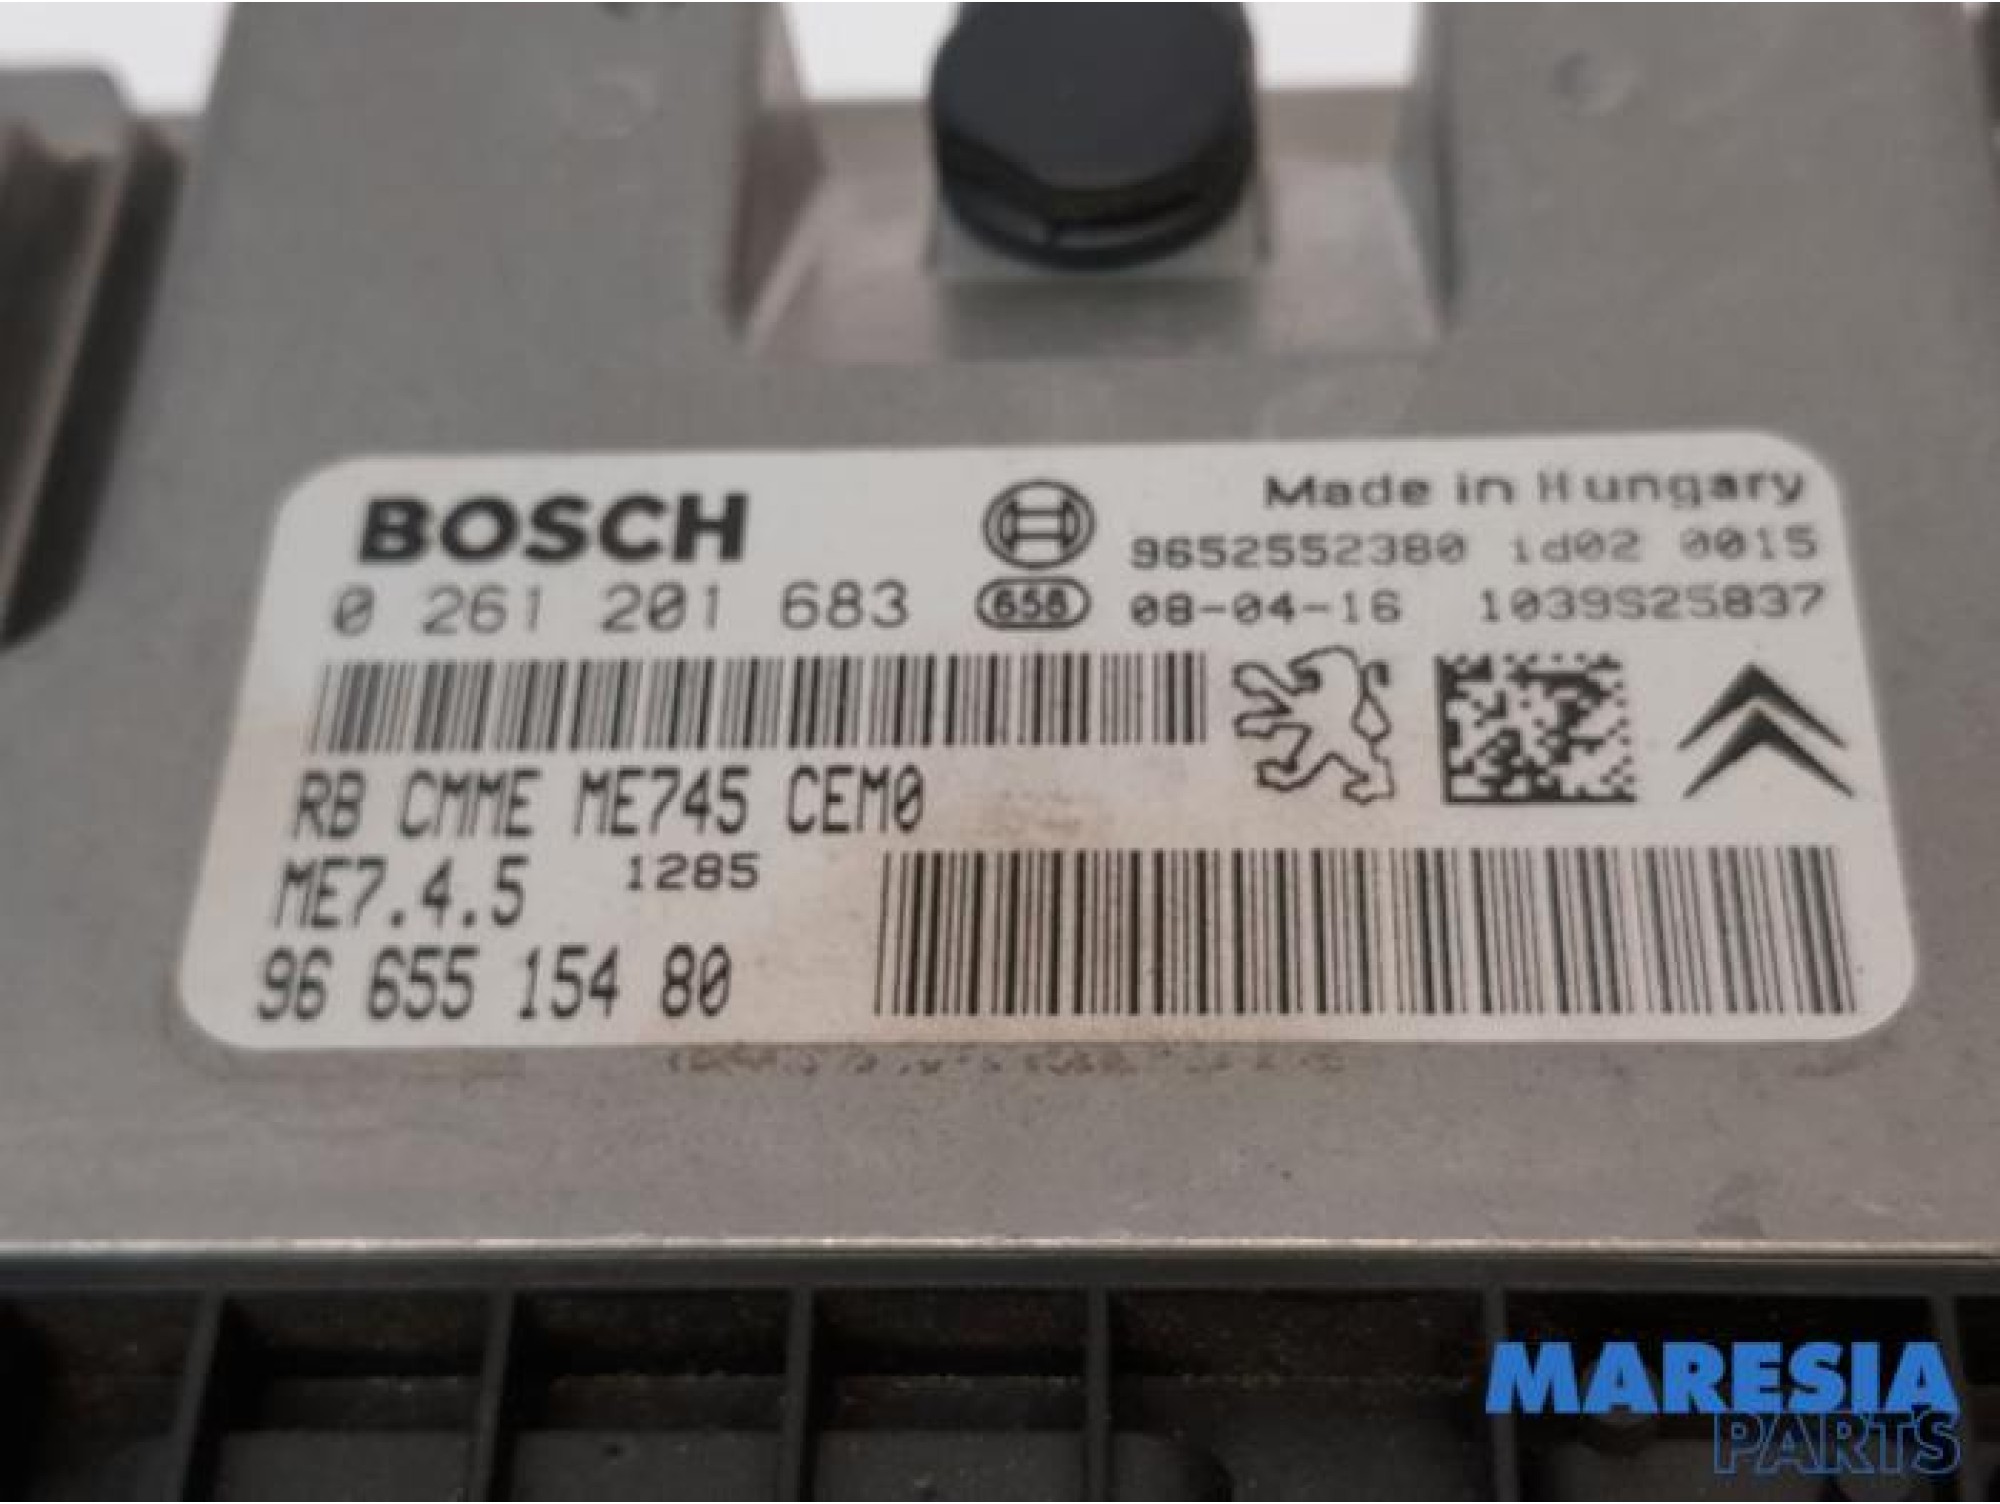 BOSCH
Made in Hungary
9652552380 id02 0015
0 261 201 683
658
08-04-16 1039S25837
RB CMME ME745 CEM0
ME7.4.5 1285
96 655 154 80
MARESIA
PARTS